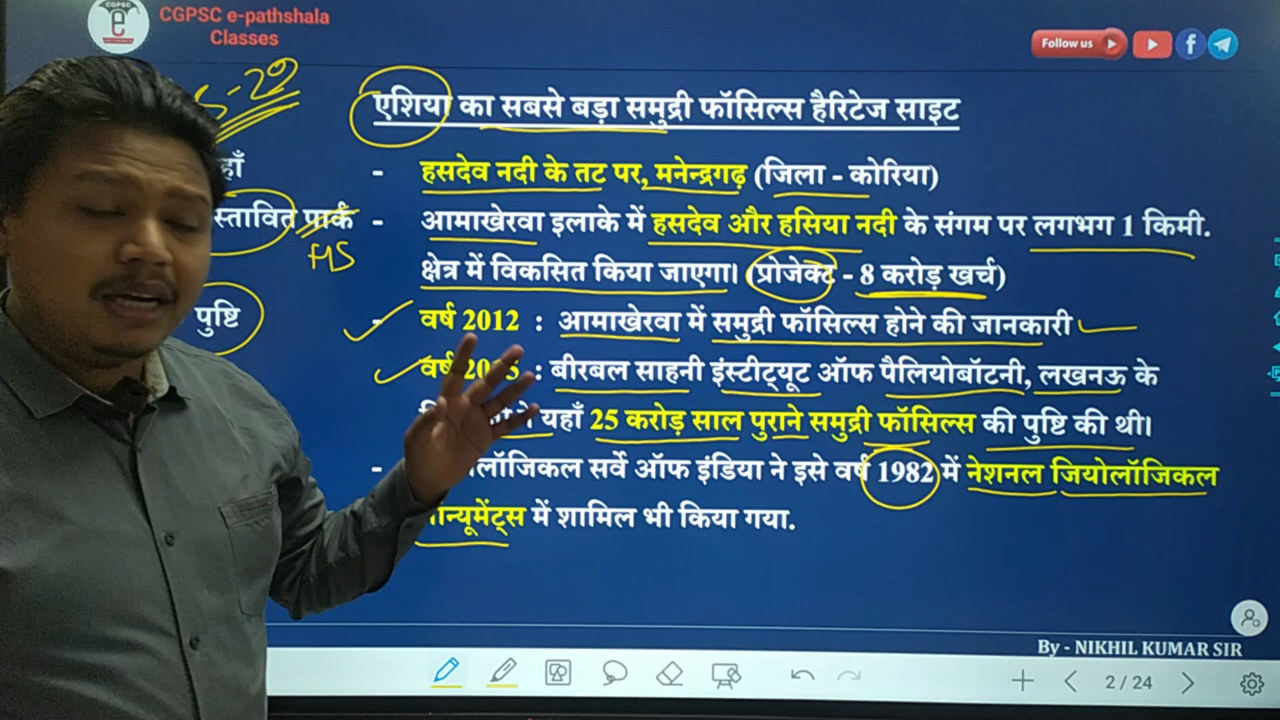 CGPSC
e
CGPSC e-pathshala
Classes
Follow us
S-29
एशिया का सबसे बड़ा समुद्री फॉसिल्स हैरिटेज साइट
हाँ - हसदेव नदी के तट पर, मनेन्द्रगढ़ (जिला - कोरिया)
स्तावित पार्क - आमाखेरवा इलाके में हसदेव और हसिया नदी के संगम पर लगभग 1 किमी.
क्षेत्र में विकसित किया जाएगा। (प्रोजेक्ट - 8 करोड़ खर्च)
पुष्टि - वर्ष 2012 : आमाखेरवा में समुद्री फॉसिल्स होने की जानकारी
वर्ष : बीरबल साहनी इंस्टीट्यूट ऑफ पैलियोबॉटनी, लखनऊ के
यहाँ 25 करोड़ साल पुराने समुद्री फॉसिल्स की पुष्टि की थी।
- लॉजिकल सर्वे ऑफ इंडिया ने इसे वर्ष 1982 में नेशनल जियोलॉजिकल
मान्यूमेंट्स में शामिल भी किया गया.
By - NIKHIL KUMAR SIR
2 / 24